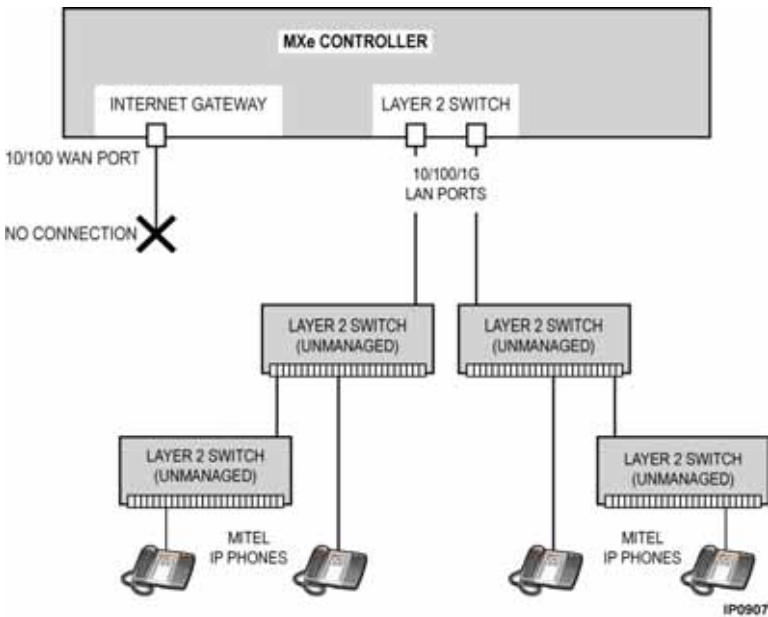 MXe CONTROLLER
INTERNET GATEWAY
LAYER 2 SWITCH
10/100 WAN PORT
10/100/1G
LAN PORTS
NO CONNECTION
LAYER 2 SWITCH
(UNMANAGED)
LAYER 2 SWITCH
(UNMANAGED)
LAYER 2 SWITCH
(UNMANAGED)
LAYER 2 SWITCH
(UNMANAGED)
MITEL
IP PHONES
MITEL
IP PHONES
IP0907